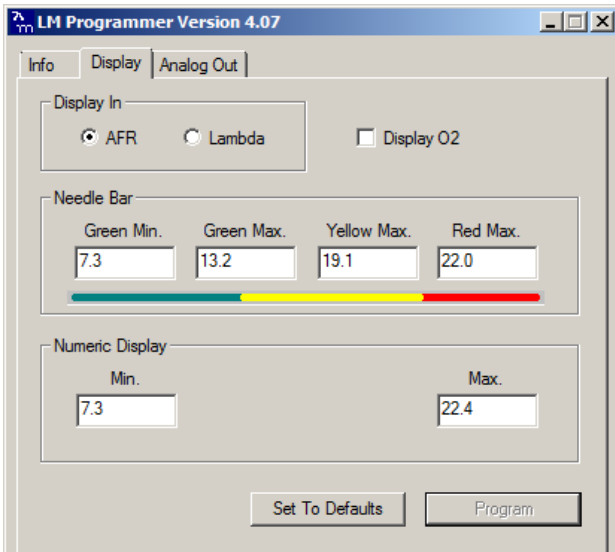 LM Programmer Version 4.07
Info Display Analog Out
Display In
AFR Lambda Display O2
Needle Bar
Green Min. Green Max. Yellow Max. Red Max.
7.3 13.2 19.1 22.0
Numeric Display
Min. Max.
7.3 22.4
Set To Defaults Program